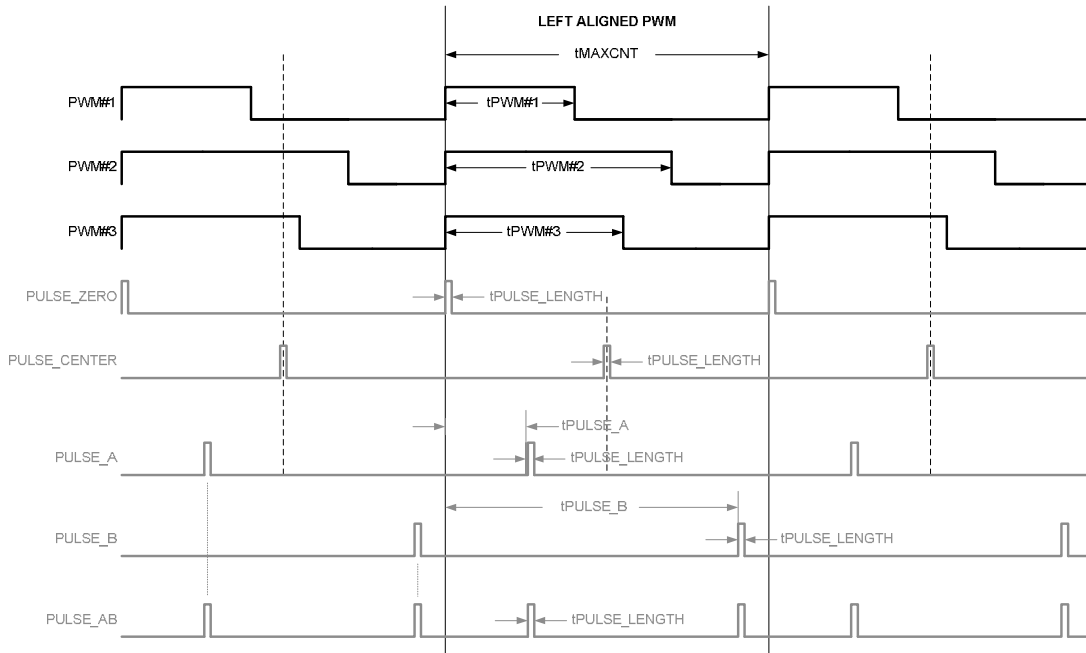 LEFT ALIGNED PWM
tMAXCNT
PWM#1
tPWM#1
PWM#2
tPWM#2
PWM#3
tPWM#3
PULSE_ZERO
tPULSE_LENGTH
PULSE_CENTER
tPULSE_LENGTH
tPULSE_A
PULSE_A
tPULSE_LENGTH
tPULSE_B
PULSE_B
tPULSE_LENGTH
PULSE_AB
tPULSE_LENGTH